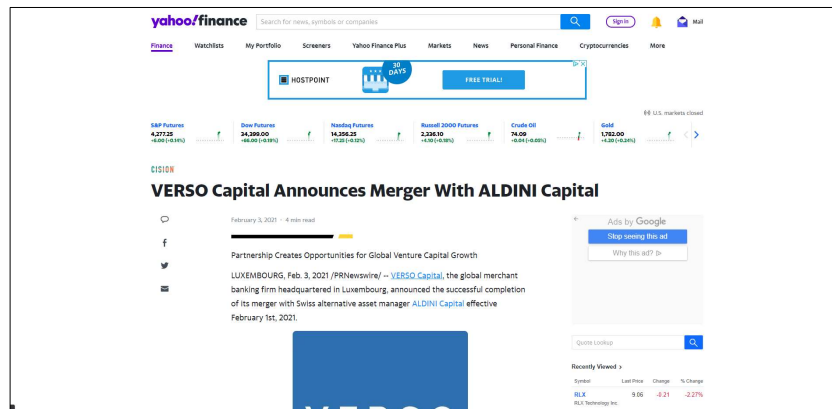 yahoo!finance
Search for news, symbols or companies
Sign in
Mail
Finance Watchlists My Portfolio Screeners Yahoo Finance Plus Markets News Personal Finance Cryptocurrencies More
HOSTPOINT
30
DAYS
FREE TRIAL!
U.S. markets closed
S&P Futures Dow Futures Nasdaq Futures Russell 2000 Futures Crude Oil Gold
4,277.25 34,399.00 14,356.25 2,336.10 74.09 1,782.00
+6.00 (+0.14%) +66.00 (+0.19%) -17.25 (-0.12%) +4.10 (+0.18%) +0.04 (+0.05%) +4.20 (+0.24%)
CISION
VERSO Capital Announces Merger With ALDINI Capital
February 3, 2021 · 4 min read
Partnership Creates Opportunities for Global Venture Capital Growth
LUXEMBOURG, Feb. 3, 2021 /PRNewswire/ -- VERSO Capital, the global merchant
banking firm headquartered in Luxembourg, announced the successful completion
of its merger with Swiss alternative asset manager ALDINI Capital effective
February 1st, 2021.
VERSO
Ads by Google
Stop seeing this ad
Why this ad?
Quote Lookup
Recently Viewed >
Symbol Last Price Change % Change
RLX 9.06 -0.21 -2.27%
RLX Technology Inc.